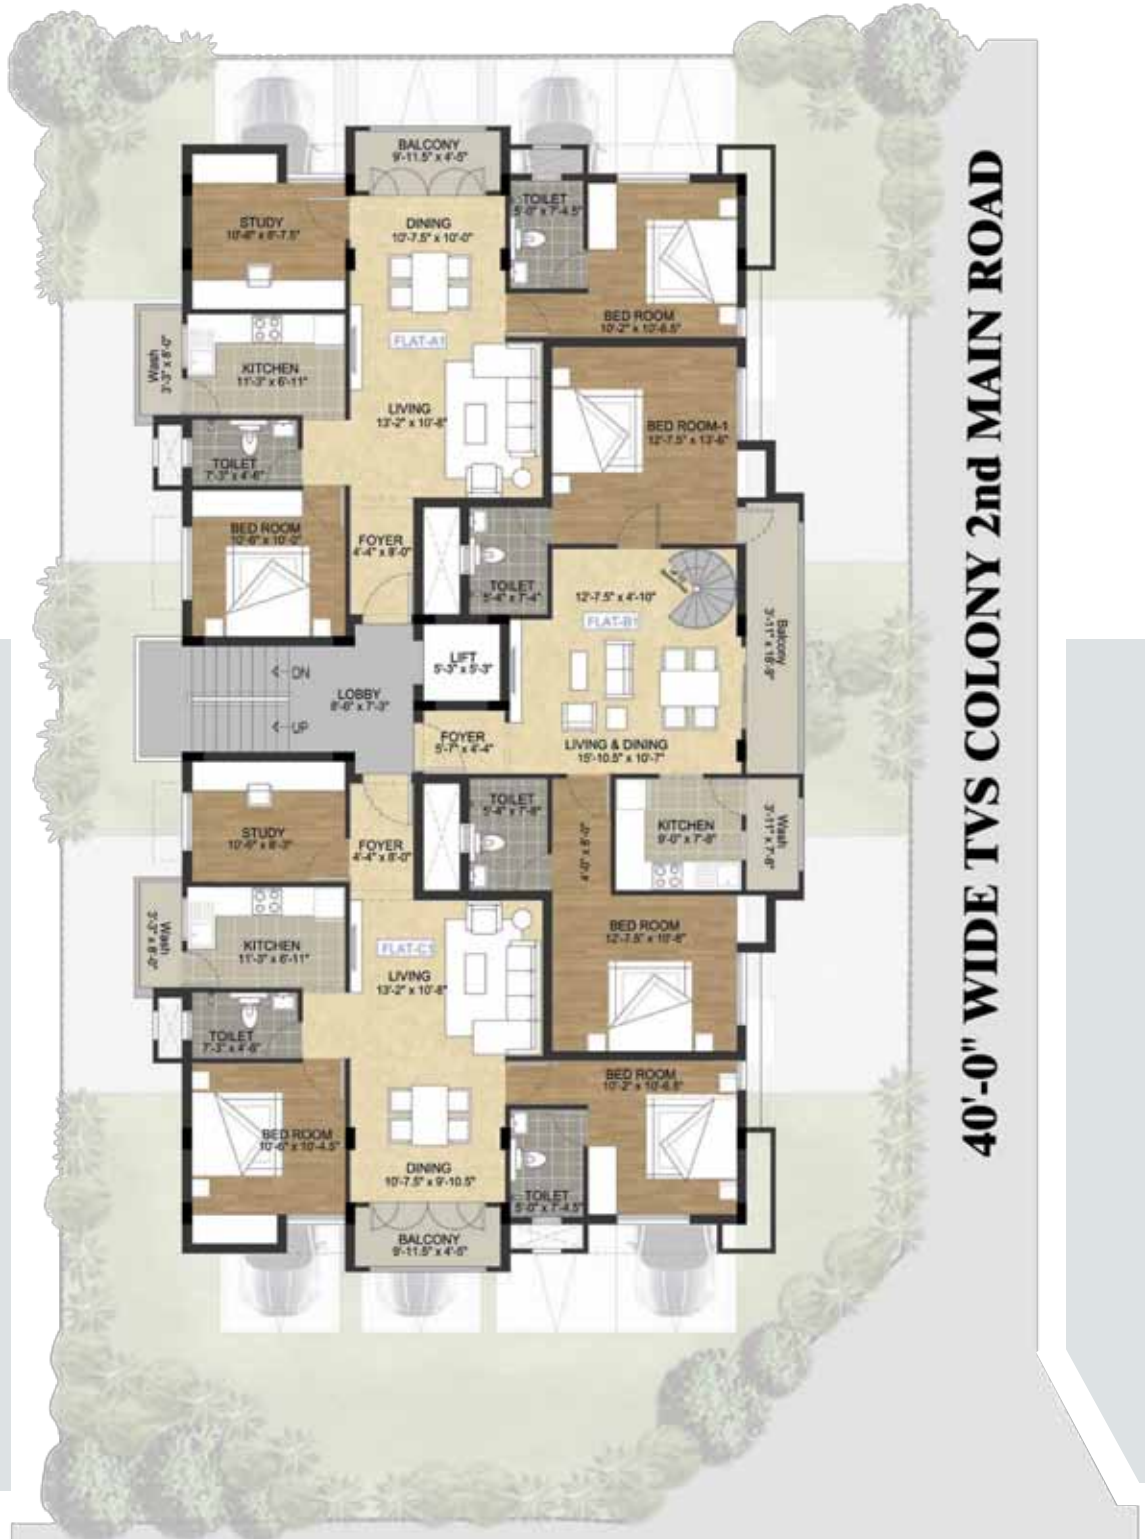 BALCONY
9'-11.5" x 4'-5"
STUDY
DINING
10'-7.5" x 10'-0"
TOILET
5'-0" x 7'-4.5"
BED ROOM
10'-2" x 10'-6.5"
FLAT-A1
Wash
3'-3" x 6'-0"
KITCHEN
11'-3" x 6'-11"
LIVING
13'-2" x 10'-8"
BED ROOM-1
12'-7.5" x 13'-6"
TOILET
7'-3" x 4'-6"
BED ROOM
FOYER
4'-4" x 8'-0"
TOILET
5'-4" x 7'-4"
12'-7.5" x 4'-10"
FLAT-B1
Balcony
DN
LIFT
5'-3" x 5'-3"
LOBBY
8'-6" x 7'-3"
UP
FOYER
5'-7" x 4'-4"
LIVING & DINING
15'-10.5" x 10'-7"
TOILET
5'-4" x 7'-8"
STUDY
FOYER
4'-4" x 8'-0"
4'-0" x 8'-0"
KITCHEN
9'-0" x 7'-8"
Wash
3'-11" x 7'-8"
Wash
3'-3" x 6'-0"
KITCHEN
11'-3" x 6'-11"
FLAT-C1
LIVING
13'-2" x 10'-8"
BED ROOM
12'-7.5" x 10'-8"
TOILET
7'-3" x 4'-6"
BED ROOM
10'-2" x 10'-6.5"
BED ROOM
10'-6" x 10'-4.5"
DINING
10'-7.5" x 9'-10.5"
TOILET
5'-0" x 7'-4.5"
BALCONY
9'-11.5" x 4'-5"
40'-0" WIDE TVS COLONY 2nd MAIN ROAD